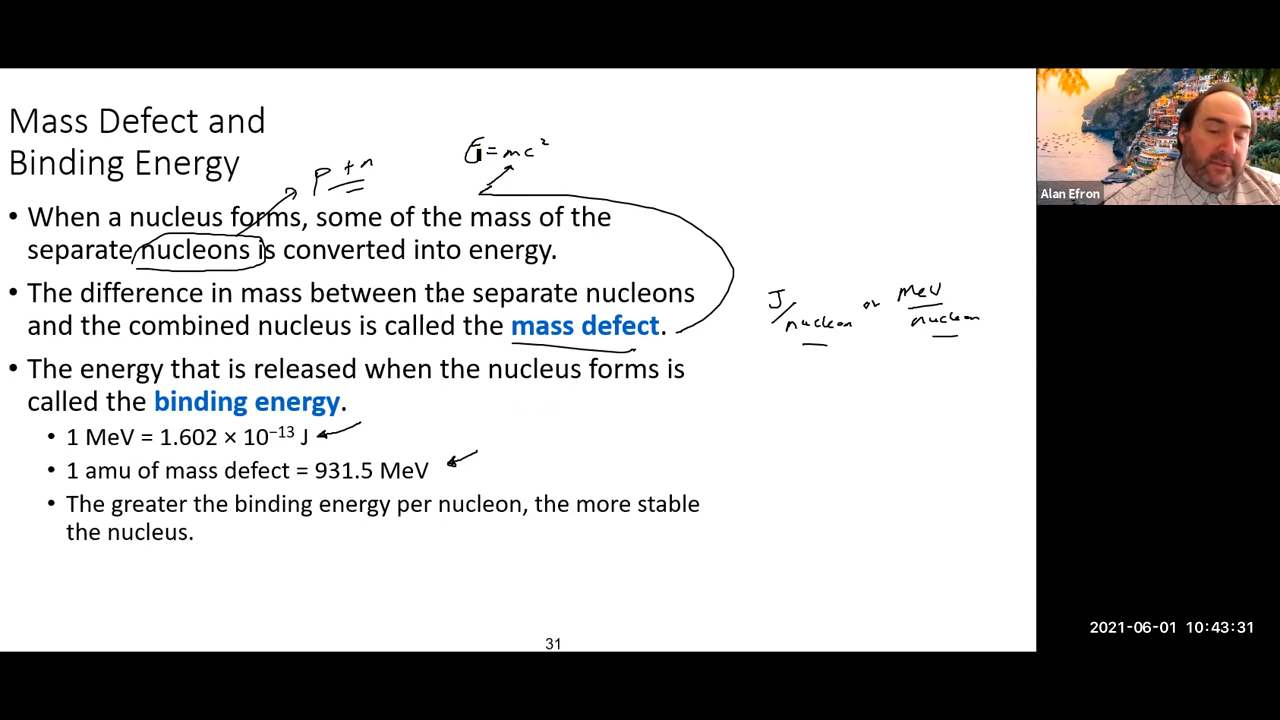 Mass Defect and
Binding Energy
E=mc²
p + n
• When a nucleus forms, some of the mass of the
separate nucleons is converted into energy.
• The difference in mass between the separate nucleons
and the combined nucleus is called the mass defect.
J/nucleon or MeV/nucleon
• The energy that is released when the nucleus forms is
called the binding energy.
• 1 MeV = 1.602 × 10⁻¹³ J
• 1 amu of mass defect = 931.5 MeV
• The greater the binding energy per nucleon, the more stable
the nucleus.
31
Alan Efron
2021-06-01 10:43:31